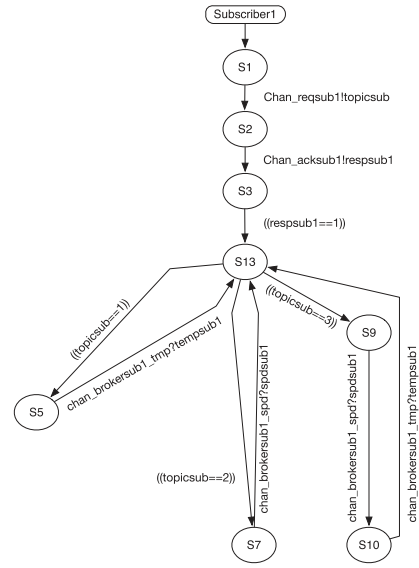 Subscriber1
S1
Chan_reqsub1!topicsub
S2
Chan_acksub1!respsub1
S3
((respsub1==1))
S13
((topicsub==1))
chan_brokersub1_tmp?tempsub1
((topicsub==3))
S9
chan_brokersub1_spd?spdsub1
chan_brokersub1_spd?spdsub1
chan_brokersub1_tmp?tempsub1
S5
((topicsub==2))
S7
S10